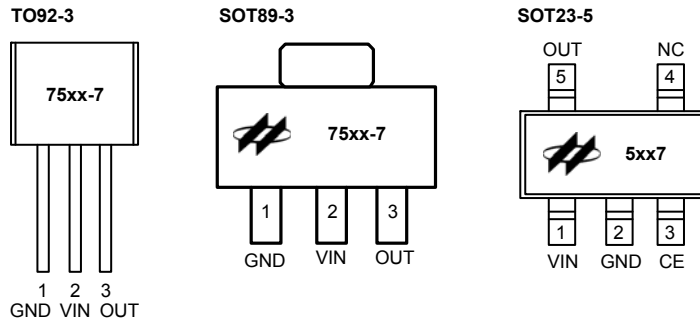 TO92-3
SOT89-3
SOT23-5
75xx-7
1 2 3
GND VIN OUT
75xx-7
1 2 3
GND VIN OUT
OUT NC
5 4
5xx7
1 2 3
VIN GND CE